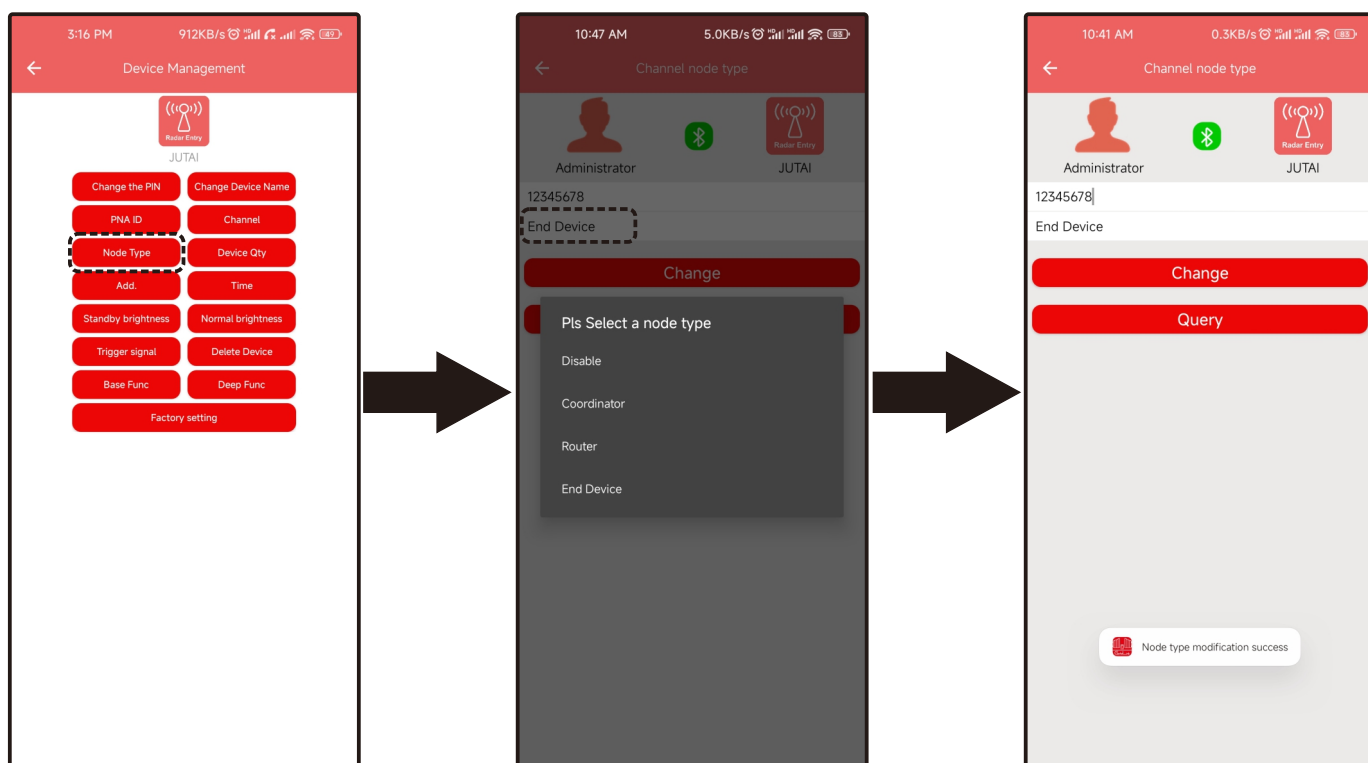 3:16 PM 912KB/s 49
Device Management
Radar Entry
JUTAI
Change the PIN Change Device Name
PNA ID Channel
Node Type Device Qty
Add. Time
Standby brightness Normal brightness
Trigger signal Delete Device
Base Func Deep Func
Factory setting
10:47 AM 5.0KB/s 83
Channel node type
Radar Entry
Administrator JUTAI
12345678
End Device
Change
Pls Select a node type
Disable
Coordinator
Router
End Device
10:41 AM 0.3KB/s 83
Channel node type
Radar Entry
Administrator JUTAI
12345678
End Device
Change
Query
Node type modification success